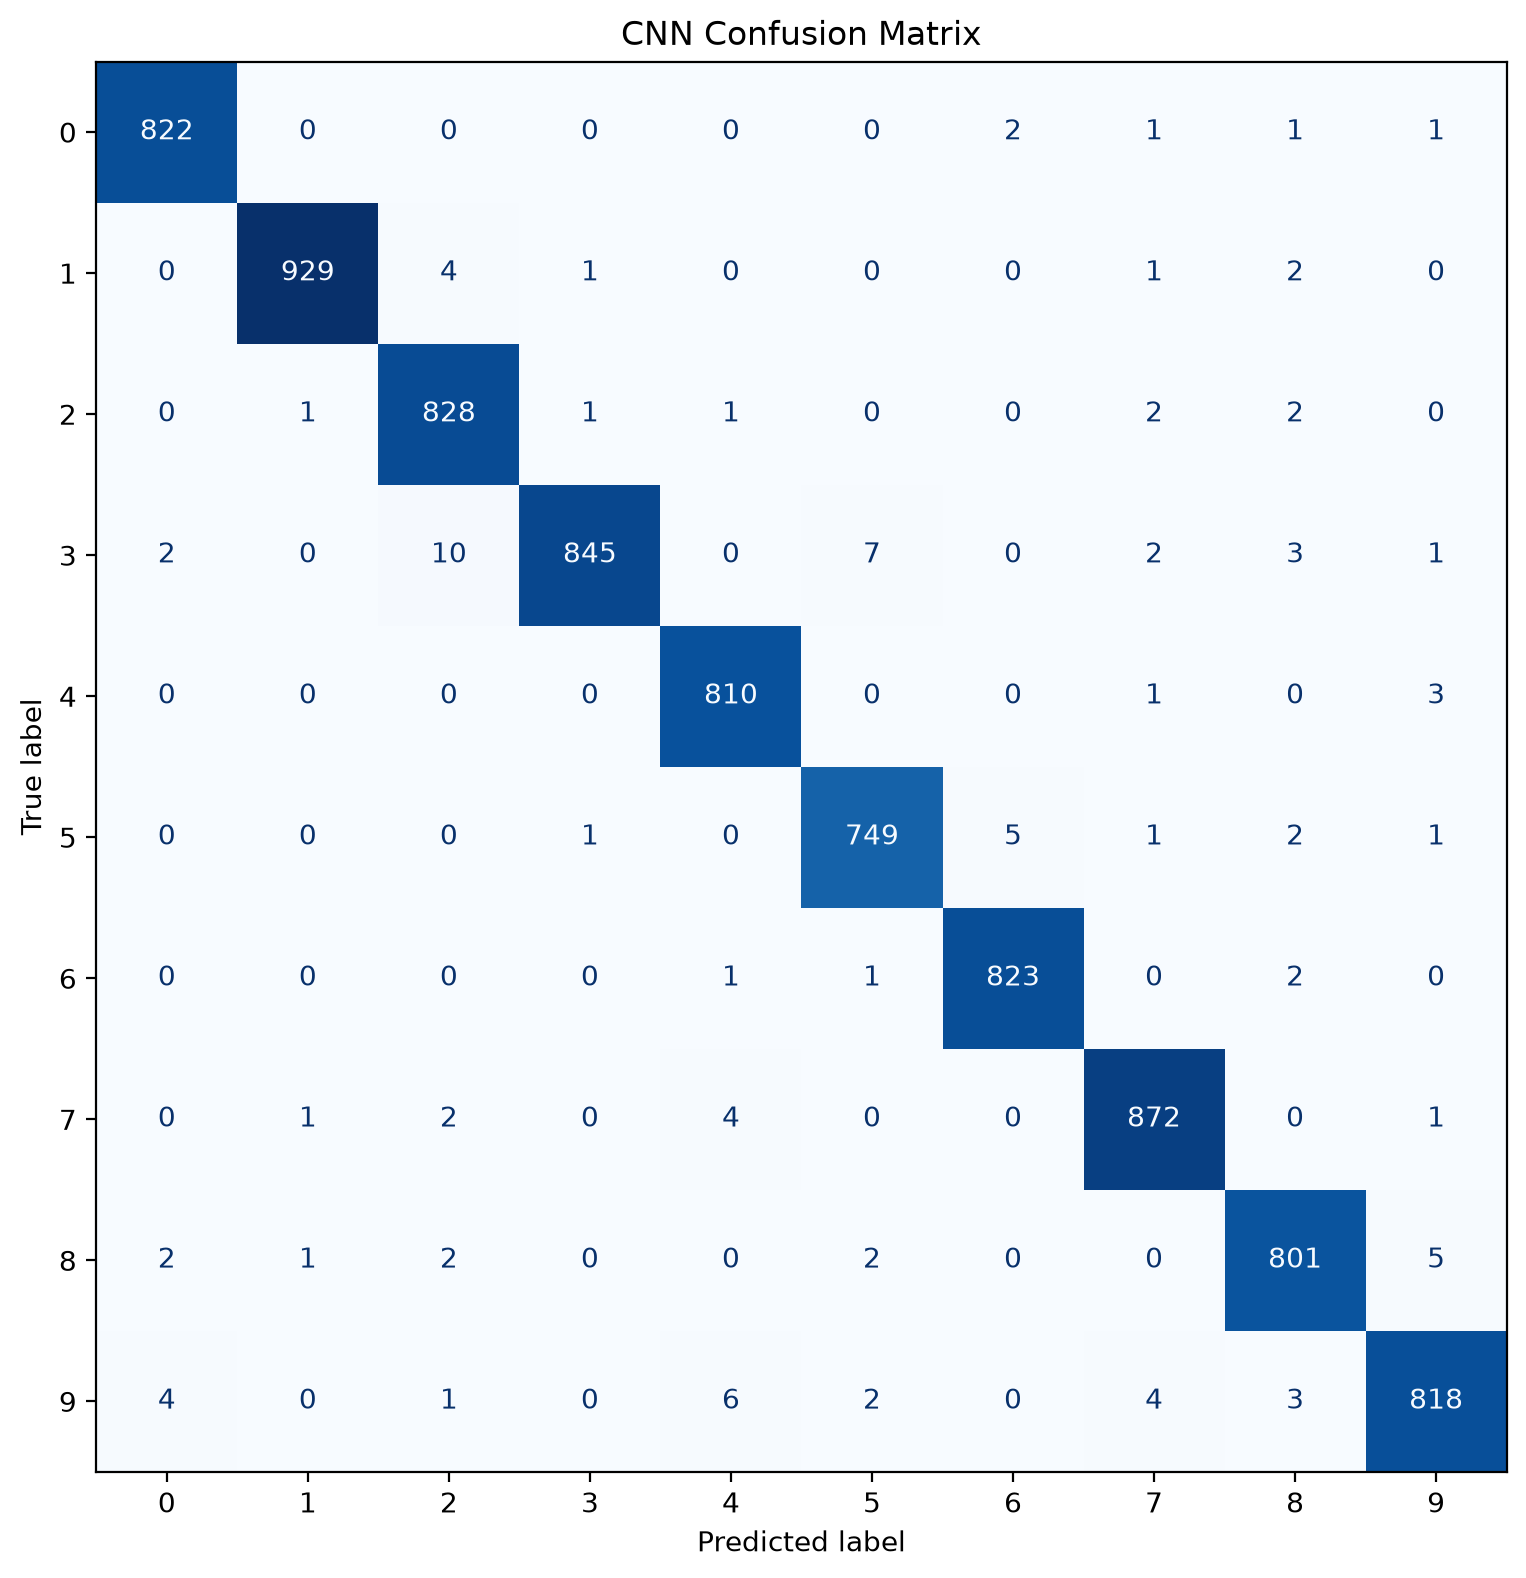 CNN Confusion Matrix
0 822 0 0 0 0 0 2 1 1 1
1 0 929 4 1 0 0 0 1 2 0
2 0 1 828 1 1 0 0 2 2 0
3 2 0 10 845 0 7 0 2 3 1
4 0 0 0 0 810 0 0 1 0 3
5 0 0 0 1 0 749 5 1 2 1
6 0 0 0 0 1 1 823 0 2 0
7 0 1 2 0 4 0 0 872 0 1
8 2 1 2 0 0 2 0 0 801 5
9 4 0 1 0 6 2 0 4 3 818
0 1 2 3 4 5 6 7 8 9
Predicted label
True label